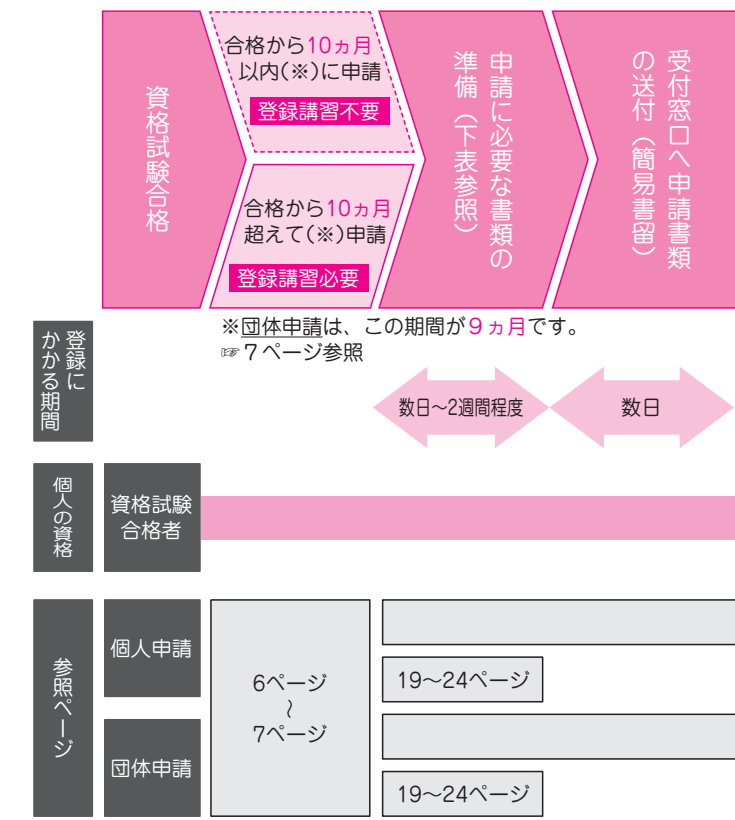 資格試験合格
合格から10ヵ月
以内(※)に申請
登録講習不要
合格から10ヵ月
超えて(※)申請
登録講習必要
申請に必要な書類の
準備（下表参照）
受付窓口へ申請書類
の送付（簡易書留）
※団体申請は、この期間が９ヵ月です。
☞７ページ参照
登録に
かかる期間
数日～2週間程度
数日
個人の資格
資格試験
合格者
参照ページ
個人申請
6ページ
～
7ページ
19～24ページ
団体申請
19～24ページ